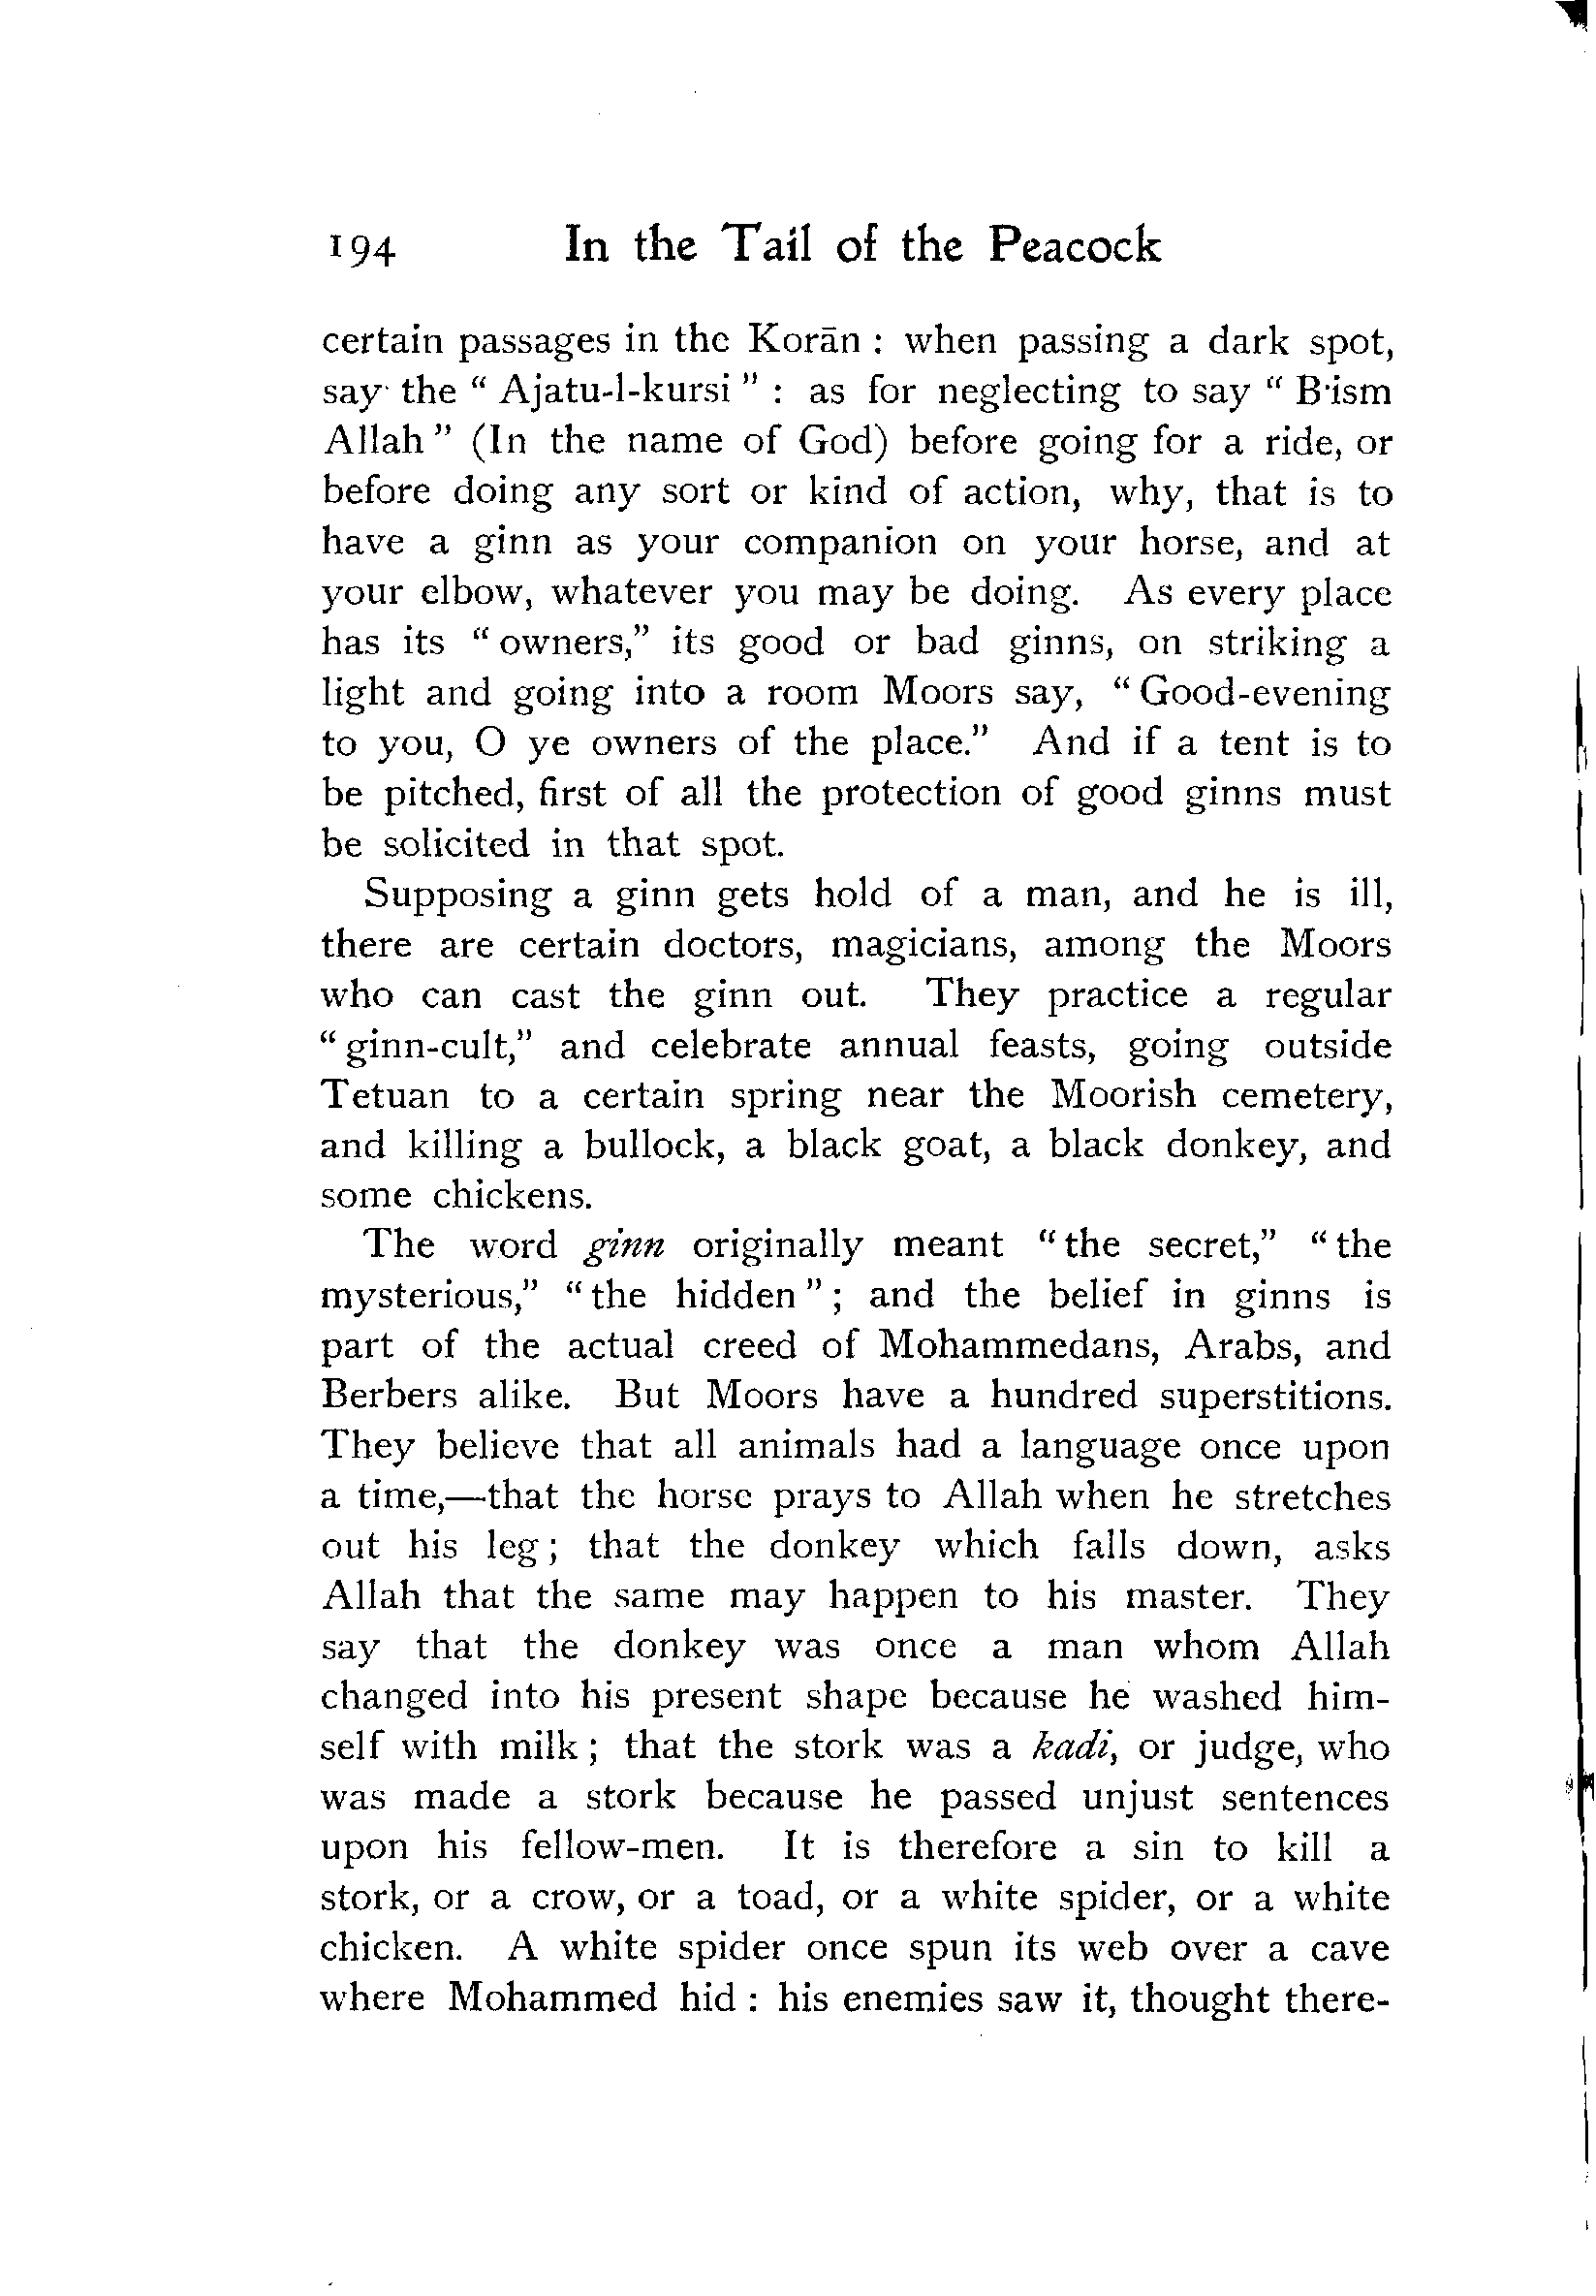 194 In the Tail of the Peacock
certain passages in the Korān : when passing a dark spot,
say the “ Ajatu-l-kursi ” : as for neglecting to say “ B'ism
Allah ” (In the name of God) before going for a ride, or
before doing any sort or kind of action, why, that is to
have a ginn as your companion on your horse, and at
your elbow, whatever you may be doing. As every place
has its “ owners,” its good or bad ginns, on striking a
light and going into a room Moors say, “ Good-evening
to you, O ye owners of the place.” And if a tent is to
be pitched, first of all the protection of good ginns must
be solicited in that spot.
Supposing a ginn gets hold of a man, and he is ill,
there are certain doctors, magicians, among the Moors
who can cast the ginn out. They practice a regular
“ ginn-cult,” and celebrate annual feasts, going outside
Tetuan to a certain spring near the Moorish cemetery,
and killing a bullock, a black goat, a black donkey, and
some chickens.
The word ginn originally meant “ the secret,” “ the
mysterious,” “ the hidden ” ; and the belief in ginns is
part of the actual creed of Mohammedans, Arabs, and
Berbers alike. But Moors have a hundred superstitions.
They believe that all animals had a language once upon
a time,—that the horse prays to Allah when he stretches
out his leg ; that the donkey which falls down, asks
Allah that the same may happen to his master. They
say that the donkey was once a man whom Allah
changed into his present shape because he washed him-
self with milk ; that the stork was a kadi, or judge, who
was made a stork because he passed unjust sentences
upon his fellow-men. It is therefore a sin to kill a
stork, or a crow, or a toad, or a white spider, or a white
chicken. A white spider once spun its web over a cave
where Mohammed hid : his enemies saw it, thought there-